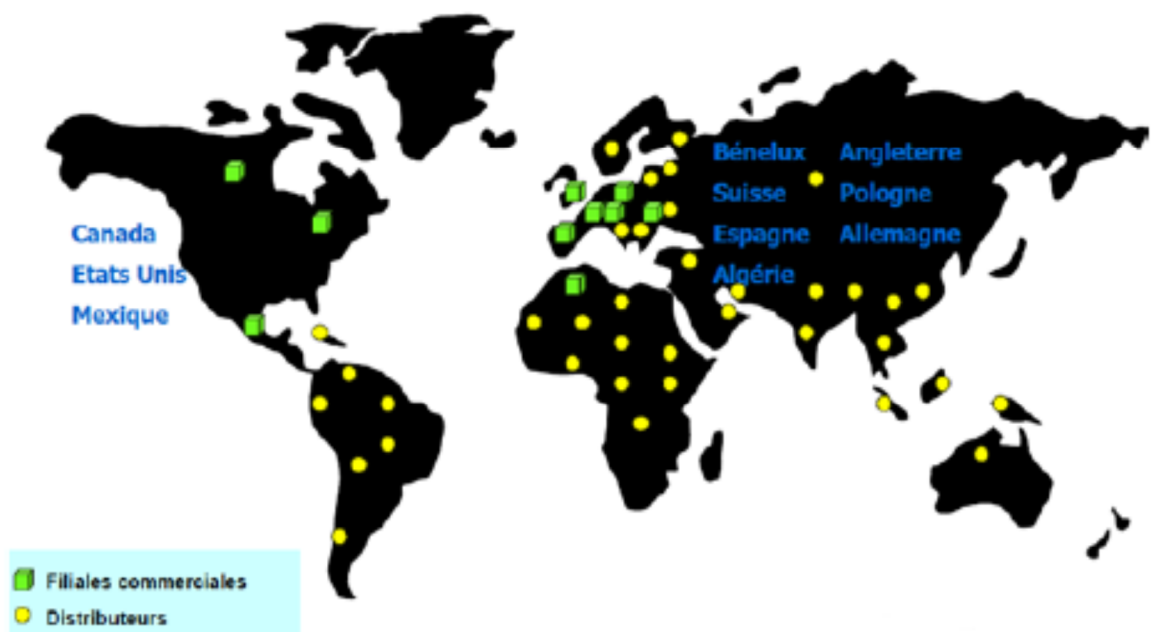 Bénelux Angleterre
Suisse Pologne
Canada
Espagne Allemagne
Etats Unis
Algérie
Mexique
Filiales commerciales
Distributeurs